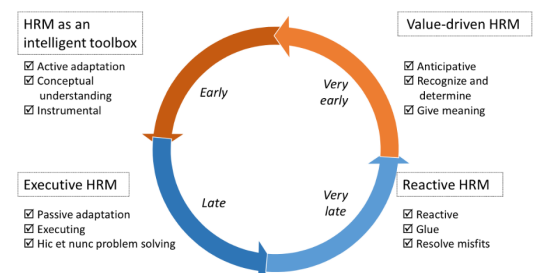 HRM as an
intelligent toolbox
☑ Active adaptation
☑ Conceptual
understanding
☑ Instrumental
Value-driven HRM
☑ Anticipative
☑ Recognize and
determine
☑ Give meaning
Early
Very
early
Late
Very
late
Executive HRM
☑ Passive adaptation
☑ Executing
☑ Hic et nunc problem solving
Reactive HRM
☑ Reactive
☑ Glue
☑ Resolve misfits